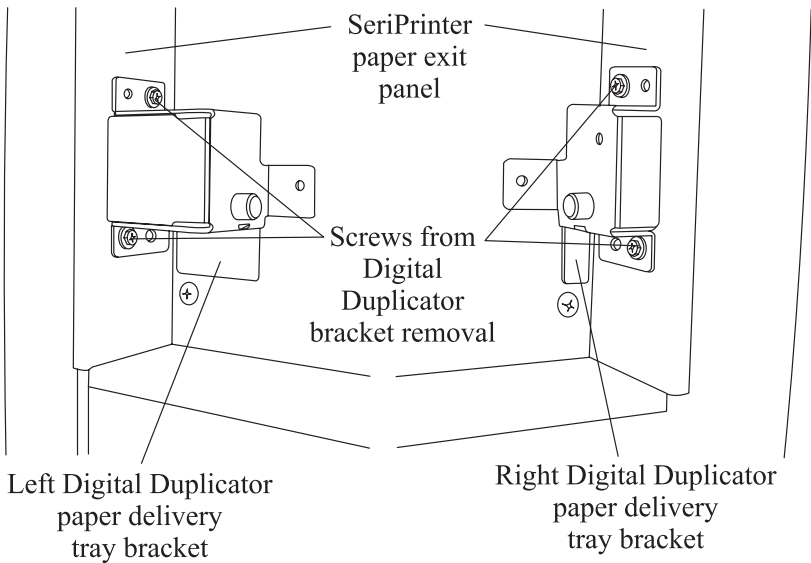 SeriPrinter
paper exit
panel
Screws from
Digital
Duplicator
bracket removal
Left Digital Duplicator
paper delivery
tray bracket
Right Digital Duplicator
paper delivery
tray bracket